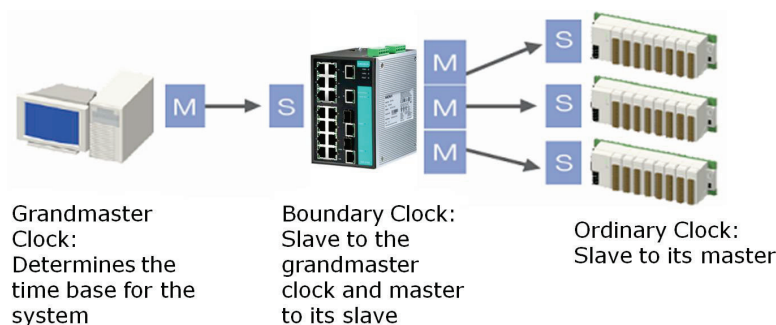 M
S
M
M
M
S
S
S
Grandmaster
Clock:
Determines the
time base for the
system
Boundary Clock:
Slave to the
grandmaster
clock and master
to its slave
Ordinary Clock:
Slave to its master